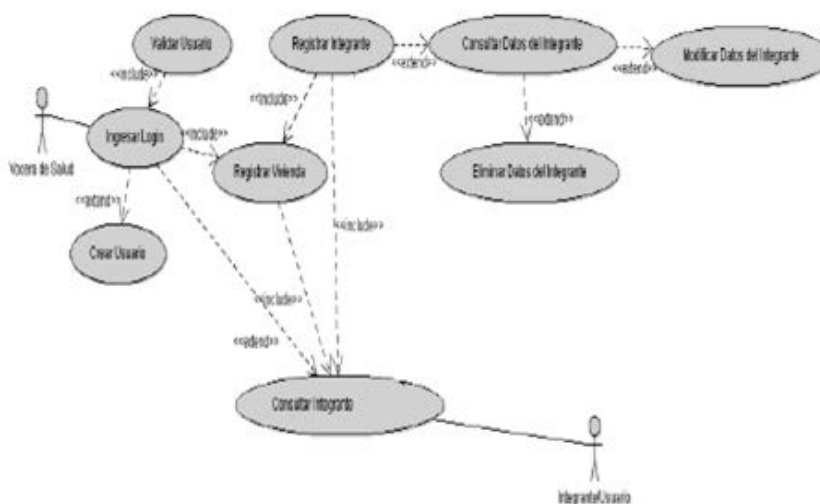 Validar Usuario
Registrar Integrante
Consultar Datos del Integrante
Modificar Datos del Integrante
<<include>>
<<extend>>
<<extend>>
<<include>>
<<extend>>
Ingresar Login
<<include>>
Vocero de Salud
Registrar Vivienda
Eliminar Datos del Integrante
<<extend>>
<<include>>
Crear Usuario
<<include>>
<<extend>>
Consultar Integrante
Integrante/Usuario